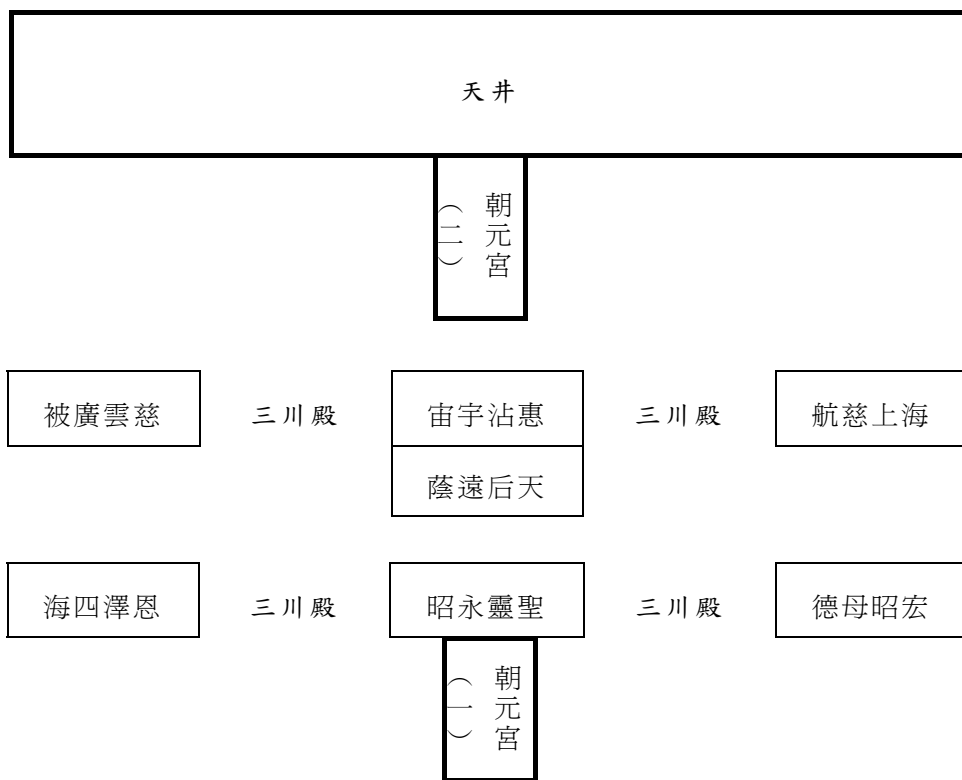 天井
朝元宮
（二）
被廣雲慈
三川殿
宙宇沾惠
三川殿
航慈上海
蔭遠后天
海四澤恩
三川殿
昭永靈聖
三川殿
德母昭宏
朝元宮
（一）